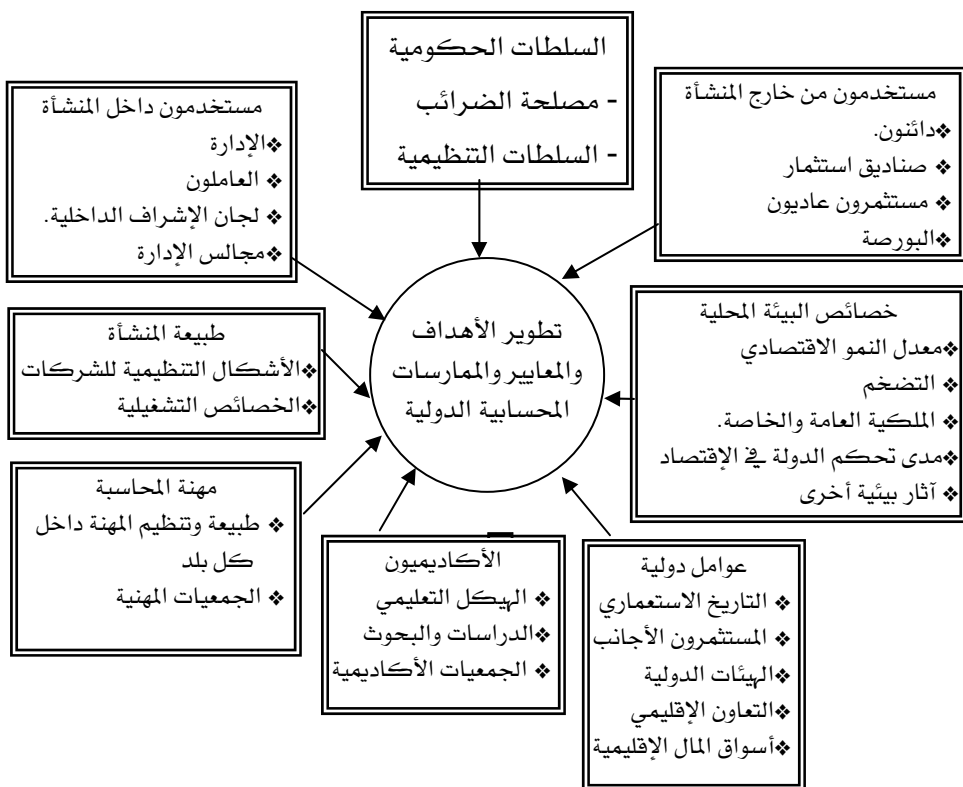 السلطات الحكومية
- مصلحة الضرائب
- السلطات التنظيمية
مستخدمون من خارج المنشأة
❖دائنون.
❖ صناديق استثمار
❖ مستثمرون عاديون
❖البورصة
مستخدمون داخل المنشأة
❖الإدارة
❖ العاملون
❖ لجان الإشراف الداخلية.
❖مجالس الإدارة
تطوير الأهداف
والمعايير والممارسات
المحسابية الدولية
خصائص البيئة المحلية
❖معدل النمو الاقتصادي
❖ التضخم
❖ الملكية العامة والخاصة.
❖مدى تحكم الدولة في الإقتصاد
❖ آثار بيئية أخرى
طبيعة المنشأة
❖الأشكال التنظيمية للشركات
❖الخصائص التشغيلية
مهنة المحاسبة
❖ طبيعة وتنظيم المهنة داخل
كل بلد
❖ الجمعيات المهنية
الأكاديميون
❖ الهيكل التعليمي
❖الدراسات والبحوث
❖ الجمعيات الأكاديمية
عوامل دولية
❖ التاريخ الاستعماري
❖ المستثمرون الأجانب
❖الهيئات الدولية
❖التعاون الإقليمي
❖أسواق المال الإقليمية